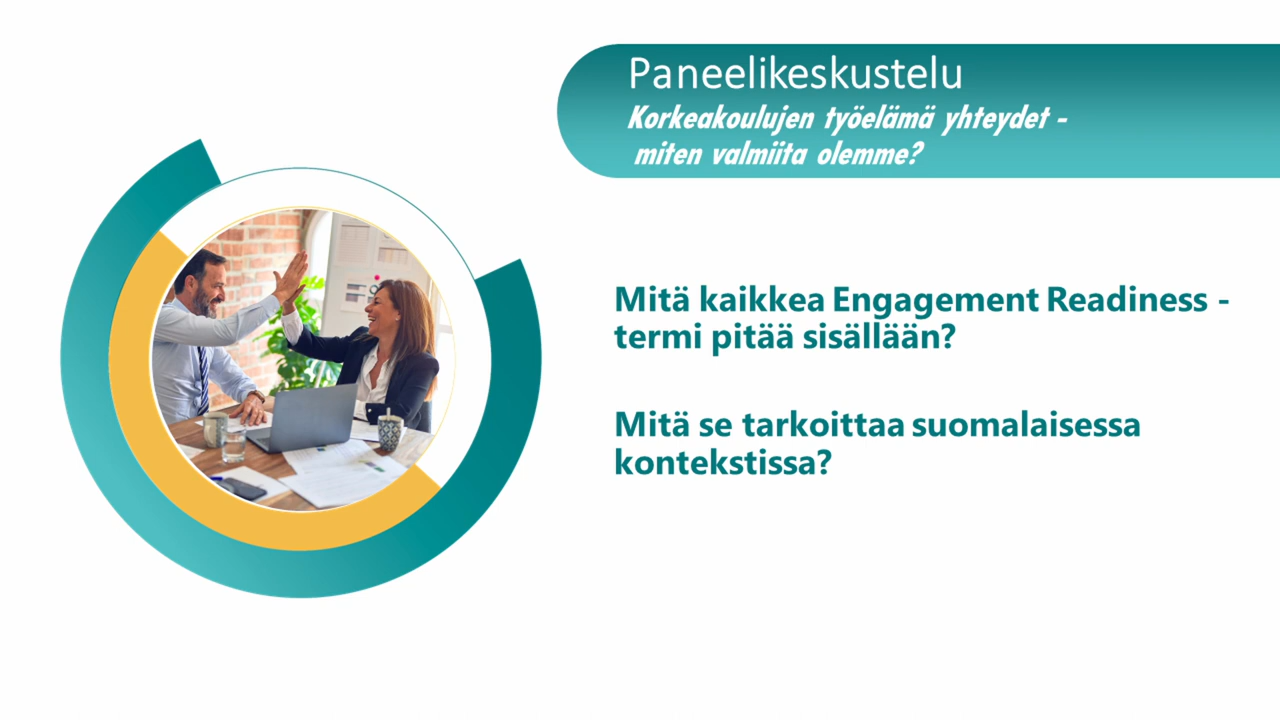 Paneelikeskustelu
Korkeakoulujen työelämä yhteydet -
miten valmiita olemme?
Mitä kaikkea Engagement Readiness -
termi pitää sisällään?
Mitä se tarkoittaa suomalaisessa
kontekstissa?